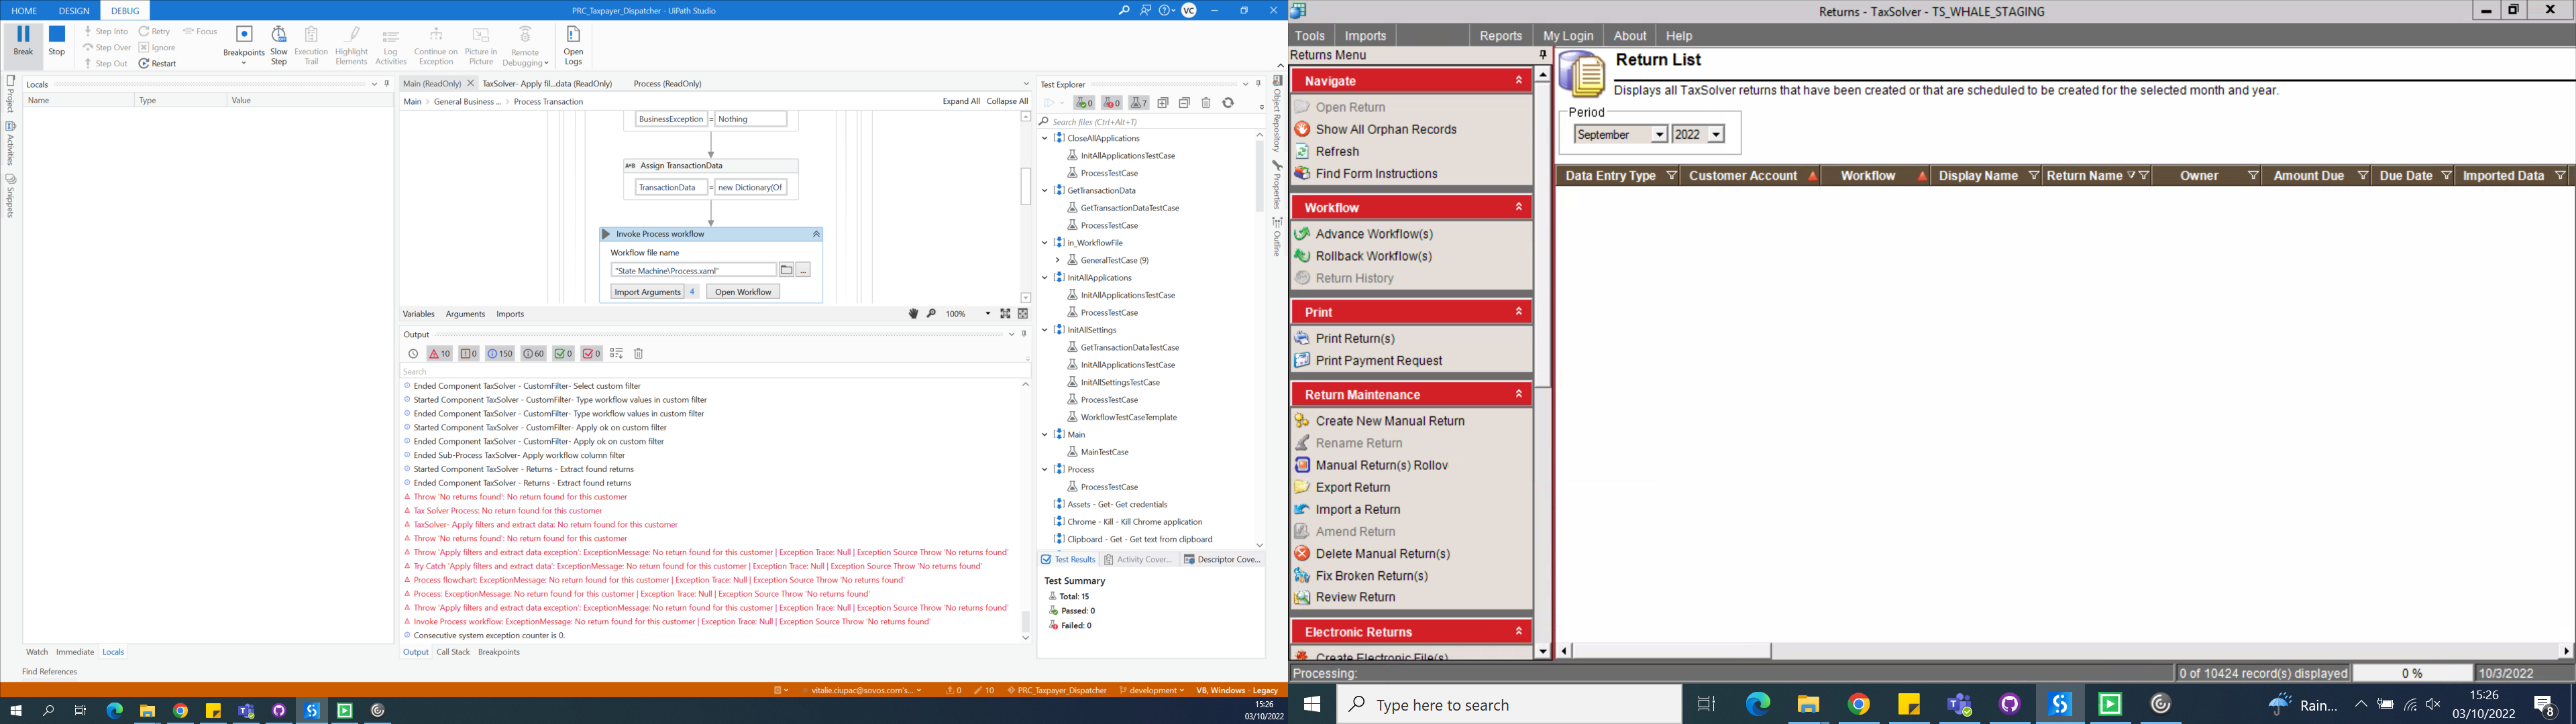 HOME DESIGN DEBUG PRC_Taxpayer_Dispatcher - UiPath Studio VC
Break Stop Step Into Step Over Step Out Retry Ignore Restart Focus Breakpoints Slow Step Execution Trail Highlight Elements Log Activities Continue on Exception Picture in Picture Remote Debugging Open Logs
Project
Activities
Snippets
Locals
Name Type Value
Watch Immediate Locals
Find References
Main (ReadOnly) TaxSolver- Apply fil...data (ReadOnly) Process (ReadOnly)
Main > General Business ... > Process Transaction Expand All Collapse All
BusinessException = Nothing
A*B Assign TransactionData
TransactionData = new Dictionary(Of
Invoke Process workflow
Workflow file name
"State Machine\Process.xaml" ...
Import Arguments 4 Open Workflow
Variables Arguments Imports 100%
Output
10 0 150 60 0 0
Search
Ended Component TaxSolver - CustomFilter- Select custom filter
Started Component TaxSolver - CustomFilter- Type workflow values in custom filter
Ended Component TaxSolver - CustomFilter- Type workflow values in custom filter
Started Component TaxSolver - CustomFilter- Apply ok on custom filter
Ended Component TaxSolver - CustomFilter- Apply ok on custom filter
Ended Sub-Process TaxSolver- Apply workflow column filter
Started Component TaxSolver - Returns - Extract found returns
Ended Component TaxSolver - Returns - Extract found returns
Throw 'No returns found': No return found for this customer
Tax Solver Process: No return found for this customer
TaxSolver- Apply filters and extract data: No return found for this customer
Throw 'No returns found': No return found for this customer
Throw 'Apply filters and extract data exception': ExceptionMessage: No return found for this customer | Exception Trace: Null | Exception Source Throw 'No returns found'
Try Catch 'Apply filters and extract data': ExceptionMessage: No return found for this customer | Exception Trace: Null | Exception Source Throw 'No returns found'
Process flowchart: ExceptionMessage: No return found for this customer | Exception Trace: Null | Exception Source Throw 'No returns found'
Process: ExceptionMessage: No return found for this customer | Exception Trace: Null | Exception Source Throw 'No returns found'
Throw 'Apply filters and extract data exception': ExceptionMessage: No return found for this customer | Exception Trace: Null | Exception Source Throw 'No returns found'
Invoke Process workflow: ExceptionMessage: No return found for this customer | Exception Trace: Null | Exception Source Throw 'No returns found'
Consecutive system exception counter is 0.
Output Call Stack Breakpoints
Test Explorer
0 0 7
Search files (Ctrl+Alt+T)
CloseAllApplications
InitAllApplicationsTestCase
ProcessTestCase
GetTransactionData
GetTransactionDataTestCase
ProcessTestCase
in_WorkflowFile
GeneralTestCase (9)
InitAllApplications
InitAllApplicationsTestCase
ProcessTestCase
InitAllSettings
GetTransactionDataTestCase
InitAllApplicationsTestCase
InitAllSettingsTestCase
ProcessTestCase
WorkflowTestCaseTemplate
Main
MainTestCase
Process
ProcessTestCase
Assets - Get- Get credentials
Chrome - Kill - Kill Chrome application
Clipboard - Get - Get text from clipboard
Test Results Activity Cover... Descriptor Cove...
Test Summary
Total: 15
Passed: 0
Failed: 0
Object Repository
Properties
Outline
vitalie.ciupac@sovos.com's... 0 10 PRC_Taxpayer_Dispatcher development VB, Windows - Legacy
15:26
03/10/2022
Returns - TaxSolver - TS_WHALE_STAGING
Tools Imports Reports My Login About Help
Returns Menu
Navigate
Open Return
Show All Orphan Records
Refresh
Find Form Instructions
Workflow
Advance Workflow(s)
Rollback Workflow(s)
Return History
Print
Print Return(s)
Print Payment Request
Return Maintenance
Create New Manual Return
Rename Return
Manual Return(s) Rollov
Export Return
Import a Return
Amend Return
Delete Manual Return(s)
Fix Broken Return(s)
Review Return
Electronic Returns
Create Electronic File(s)
Return List
Displays all TaxSolver returns that have been created or that are scheduled to be created for the selected month and year.
Period
September 2022
Data Entry Type Customer Account Workflow Display Name Return Name Owner Amount Due Due Date Imported Data
Processing: 0 of 10424 record(s) displayed 0 % 10/3/2022
Type here to search Rain... 15:26
03/10/2022 8